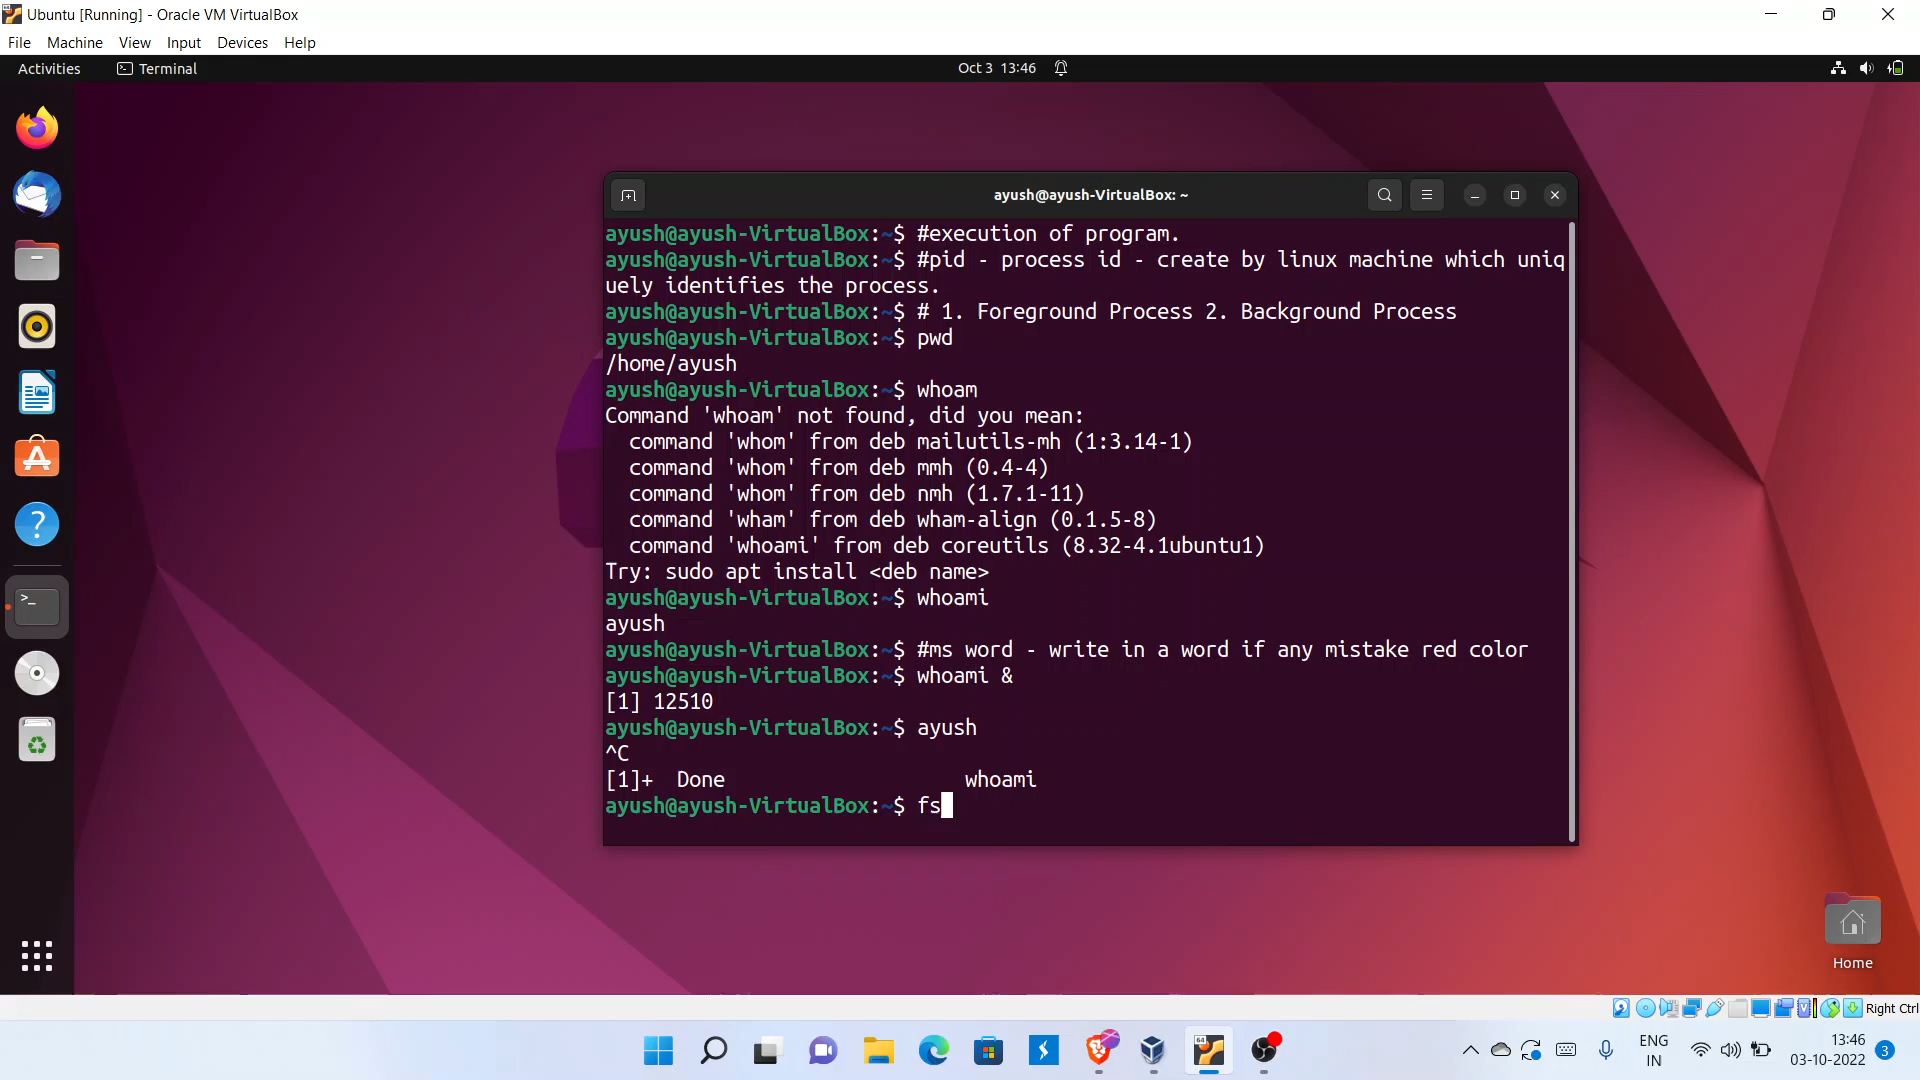 Ubuntu [Running] - Oracle VM VirtualBox
File Machine View Input Devices Help
Activities Terminal Oct 3 13:46
ayush@ayush-VirtualBox: ~
ayush@ayush-VirtualBox:~$ #execution of program.
ayush@ayush-VirtualBox:~$ #pid - process id - create by linux machine which uniq
uely identifies the process.
ayush@ayush-VirtualBox:~$ # 1. Foreground Process 2. Background Process
ayush@ayush-VirtualBox:~$ pwd
/home/ayush
ayush@ayush-VirtualBox:~$ whoam
Command 'whoam' not found, did you mean:
command 'whom' from deb mailutils-mh (1:3.14-1)
command 'whom' from deb mmh (0.4-4)
command 'whom' from deb nmh (1.7.1-11)
command 'wham' from deb wham-align (0.1.5-8)
command 'whoami' from deb coreutils (8.32-4.1ubuntu1)
Try: sudo apt install <deb name>
ayush@ayush-VirtualBox:~$ whoami
ayush
ayush@ayush-VirtualBox:~$ #ms word - write in a word if any mistake red color
ayush@ayush-VirtualBox:~$ whoami &
[1] 12510
ayush@ayush-VirtualBox:~$ ayush
^C
[1]+ Done whoami
ayush@ayush-VirtualBox:~$ fs
Home
Right Ctrl
ENG
IN
13:46
03-10-2022
3